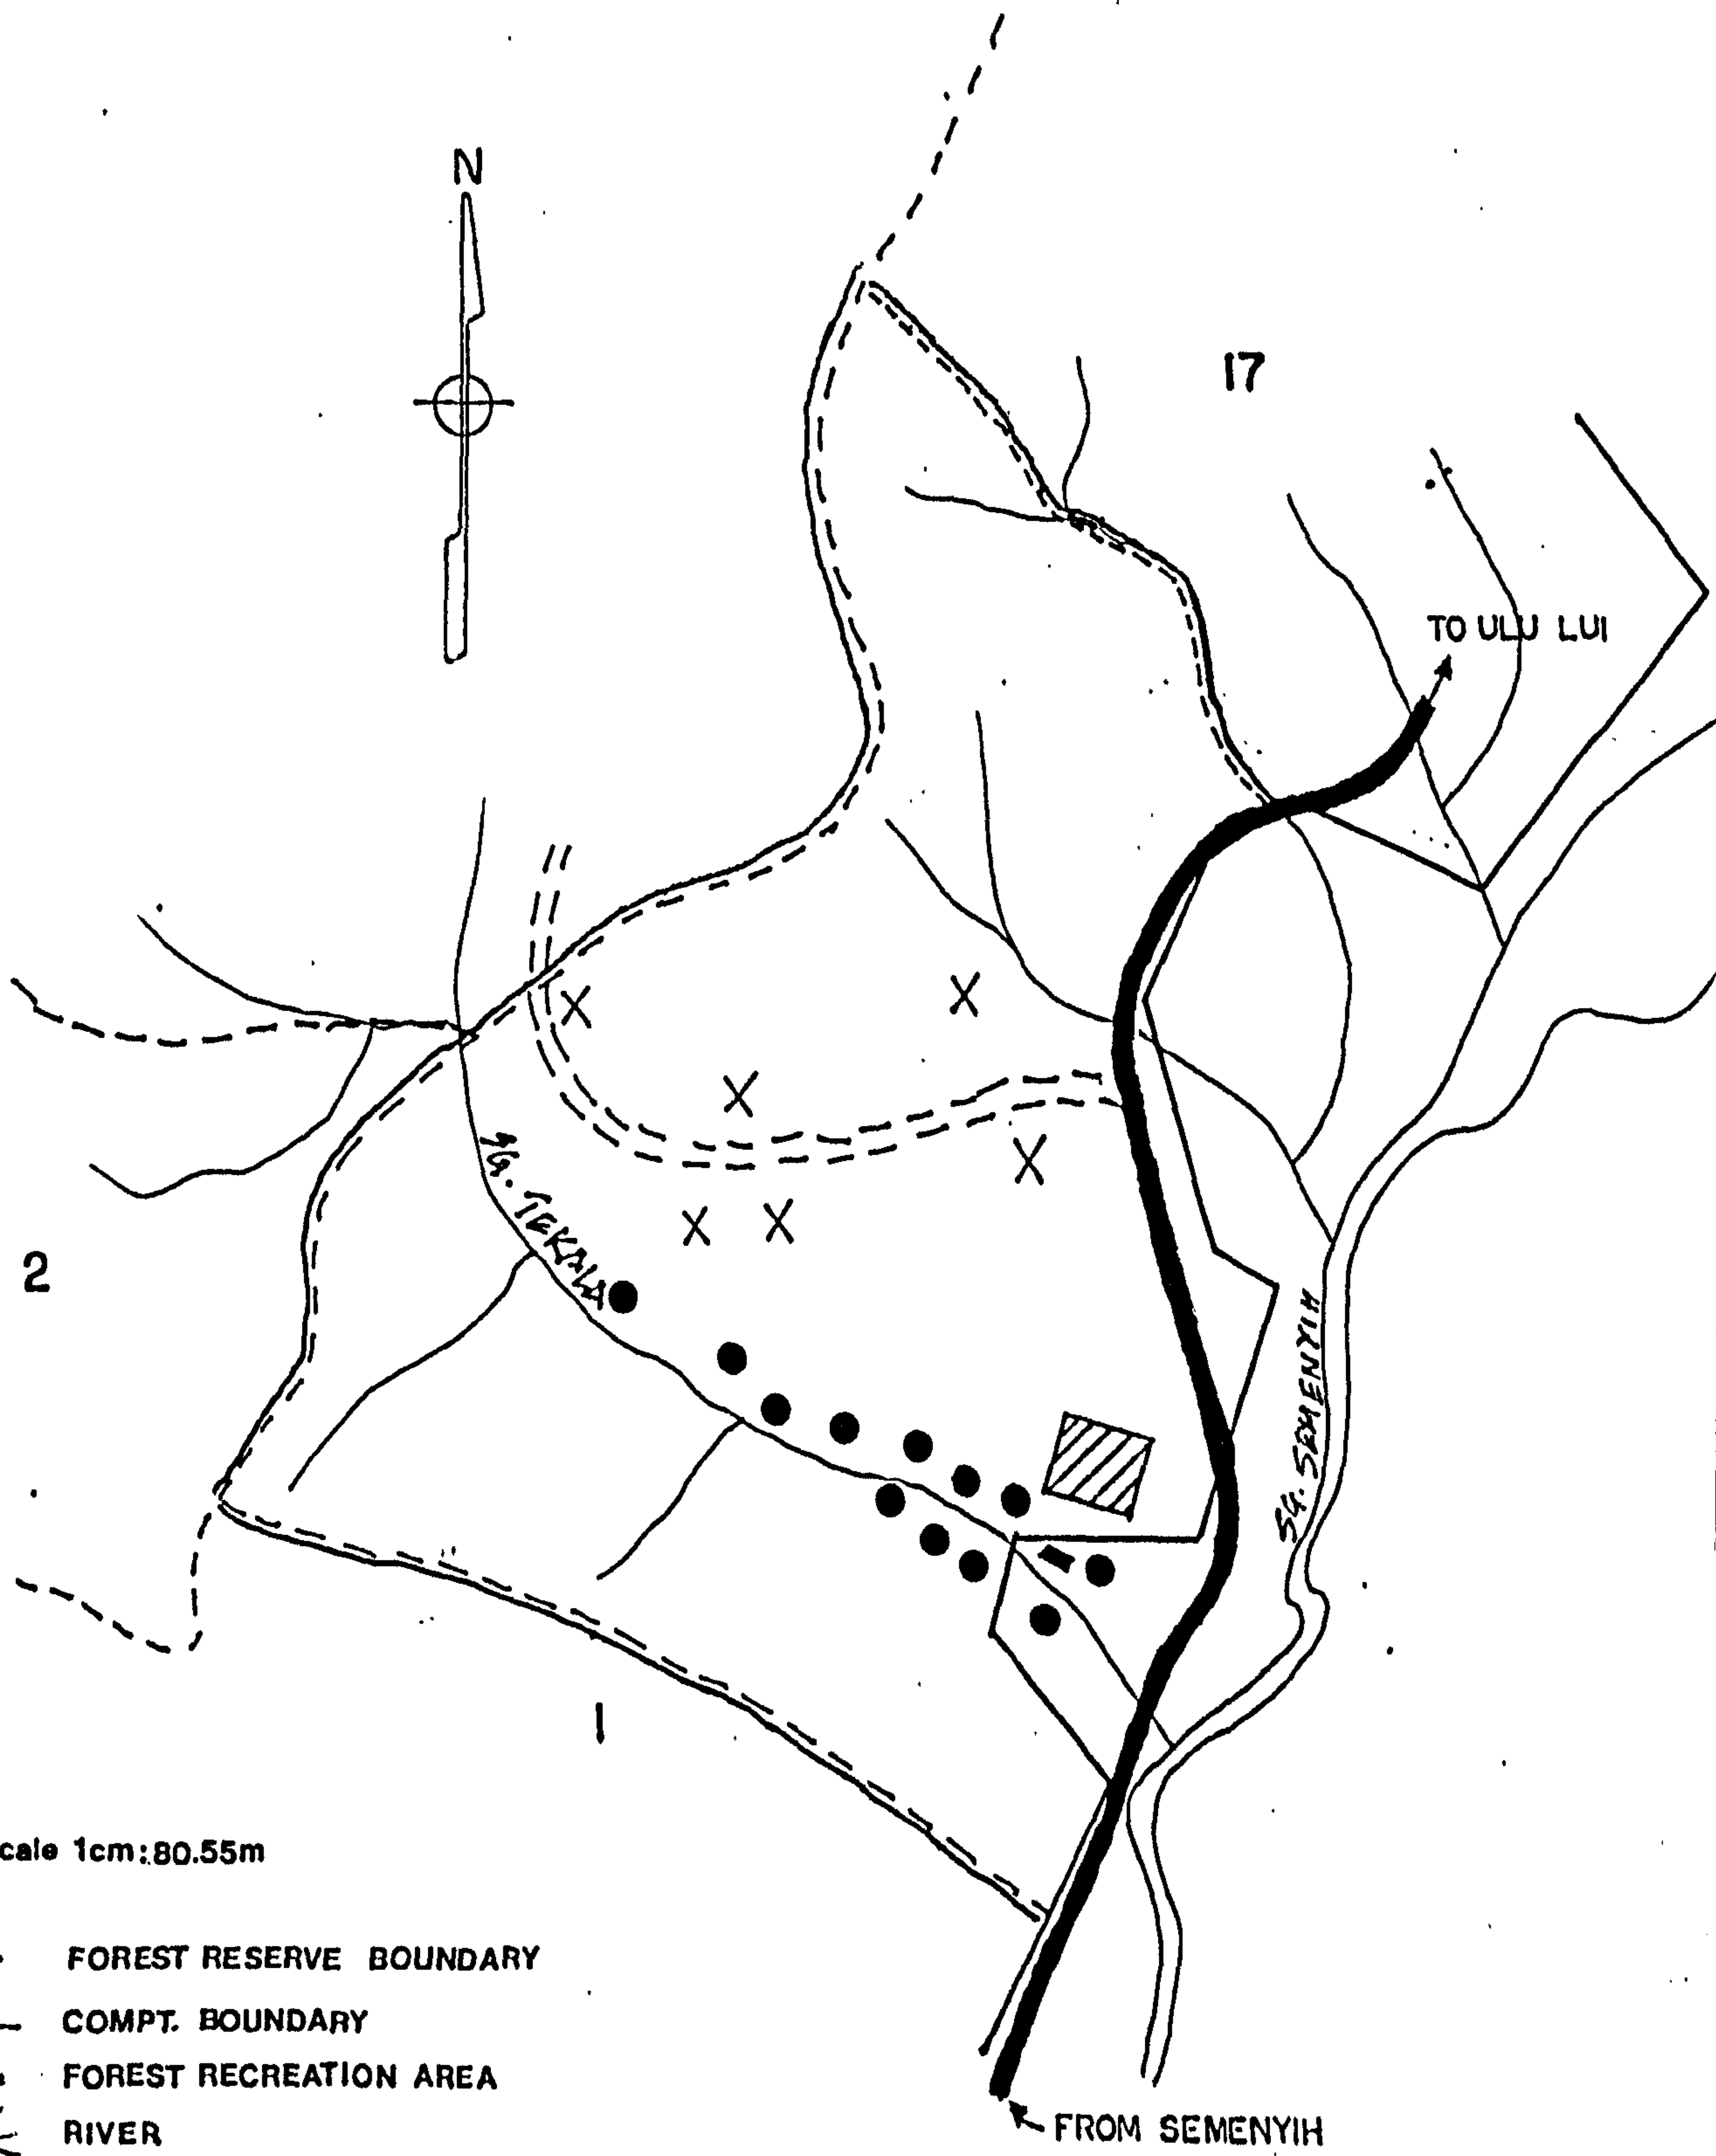 N
17
TO ULU LUI
SG. TEKALA
2
SG. SEMENYIH
1
cale 1cm:80.55m
FOREST RESERVE BOUNDARY
COMPT. BOUNDARY
FOREST RECREATION AREA
RIVER
FROM SEMENYIH